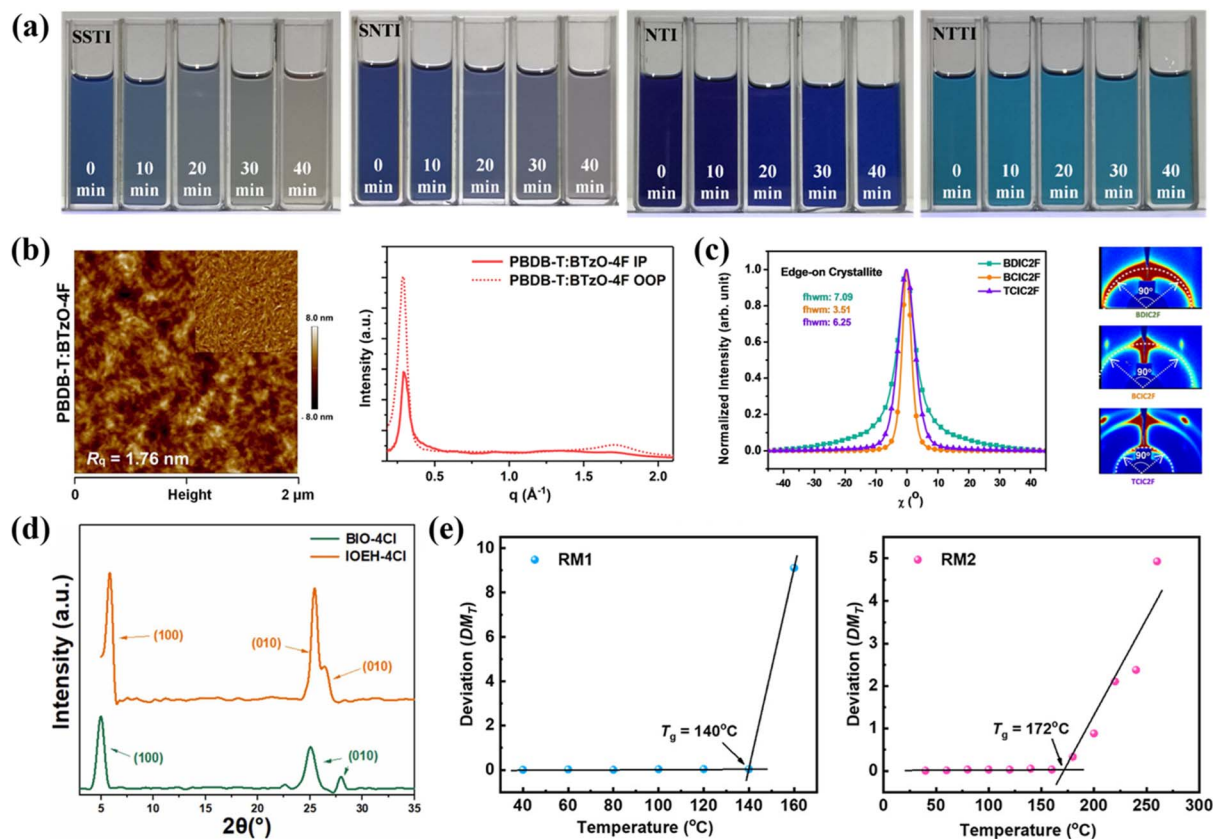 (a)
SSTI
0 min
10 min
20 min
30 min
40 min
SNTI
0 min
10 min
20 min
30 min
40 min
NTI
0 min
10 min
20 min
30 min
40 min
NTTI
0 min
10 min
20 min
30 min
40 min
(b)
PBDB-T:BTzO-4F
8.0 nm
- 8.0 nm
Rq = 1.76 nm
0 Height 2 μm
PBDB-T:BTzO-4F IP
PBDB-T:BTzO-4F OOP
Intensity (a.u.)
0.5 1.0 1.5 2.0
q (Å-1)
(c)
Edge-on Crystallite
fhwm: 7.09
fhwm: 3.51
fhwm: 6.25
BDIC2F
BCIC2F
TCIC2F
Normalized Intensity (arb. unit)
1.0
0.8
0.6
0.4
0.2
0.0
-40 -30 -20 -10 0 10 20 30 40
χ (o)
90o
BDIC2F
90o
BCIC2F
90o
TCIC2F
(d)
BIO-4Cl
IOEH-4Cl
Intensity (a.u.)
(100)
(010)
(010)
(100)
(010)
5 10 15 20 25 30 35
2θ(°)
(e)
RM1
Deviation (DMT)
10
8
6
4
2
0
Tg = 140oC
40 60 80 100 120 140 160
Temperature (oC)
RM2
Deviation (DMT)
5
4
3
2
1
0
Tg = 172oC
0 50 100 150 200 250 300
Temperature (oC)